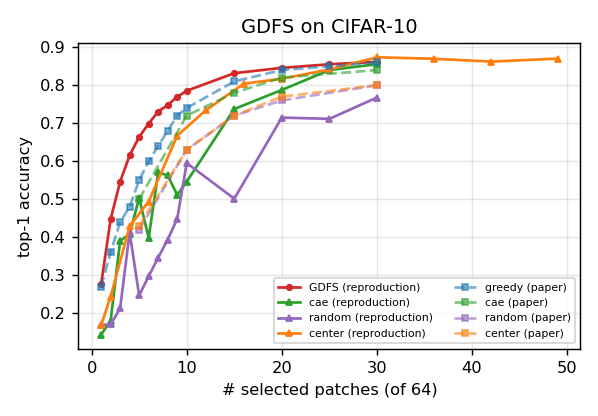 GDFS on CIFAR-10
top-1 accuracy
0.9
0.8
0.7
0.6
0.5
0.4
0.3
0.2
GDFS (reproduction)
cae (reproduction)
random (reproduction)
center (reproduction)
greedy (paper)
cae (paper)
random (paper)
center (paper)
0 10 20 30 40 50
# selected patches (of 64)